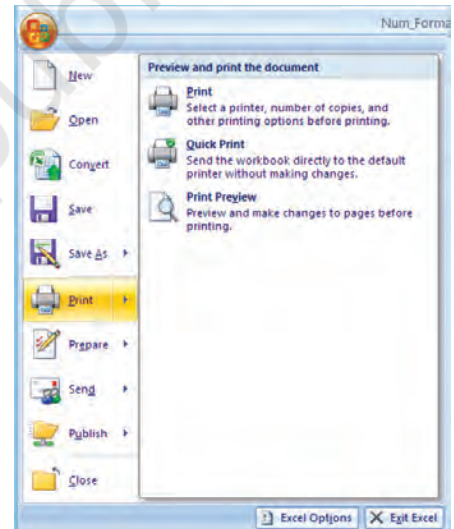 Num_Forma
New
Open
Convert
Save
Save As
Print
Prepare
Send
Publish
Close
Preview and print the document
Print
Select a printer, number of copies, and
other printing options before printing.
Quick Print
Send the workbook directly to the default
printer without making changes.
Print Preview
Preview and make changes to pages before
printing.
Excel Options
Exit Excel